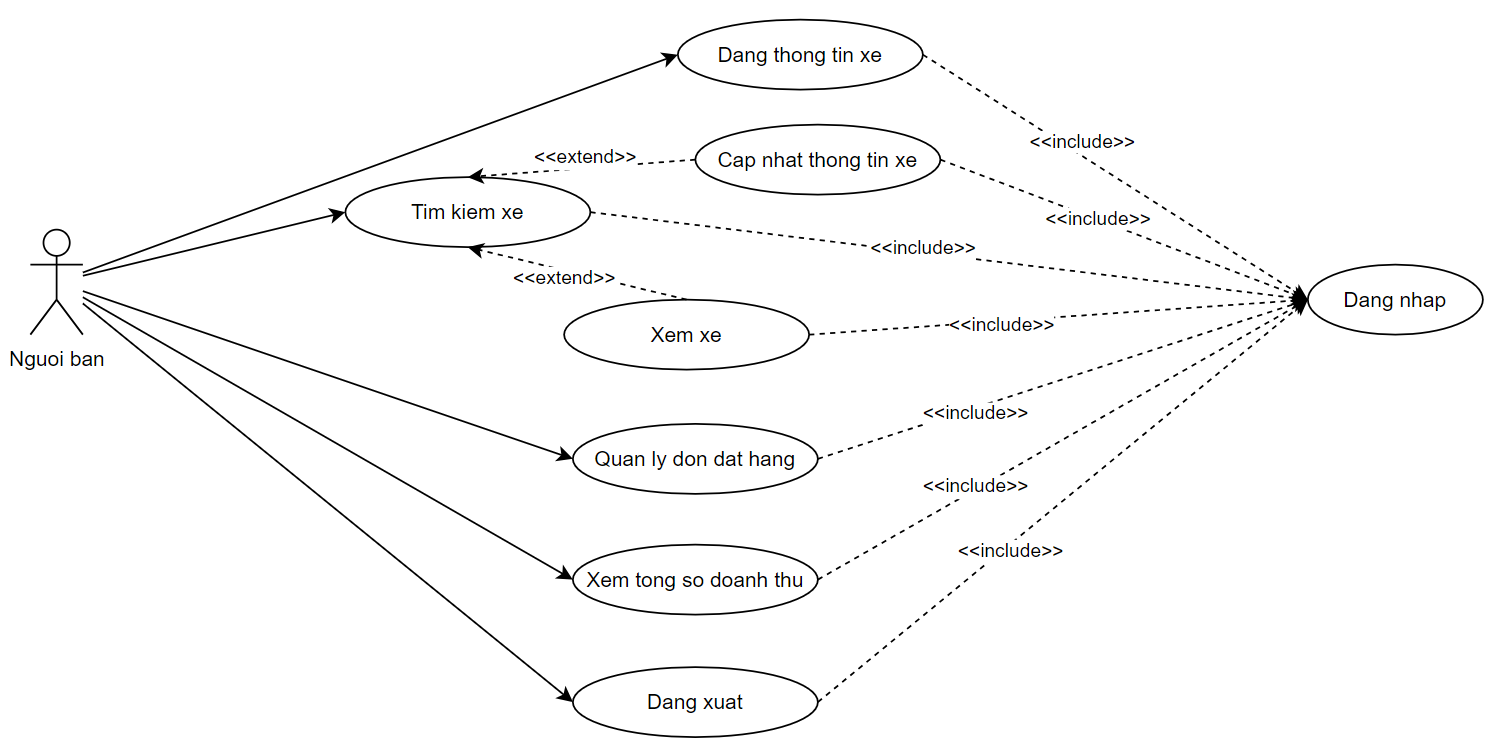 Dang thong tin xe
<<include>>
<<extend>>
Cap nhat thong tin xe
Tim kiem xe
<<include>>
<<include>>
<<extend>>
Dang nhap
Xem xe
<<include>>
Nguoi ban
<<include>>
Quan ly don dat hang
<<include>>
<<include>>
Xem tong so doanh thu
Dang xuat